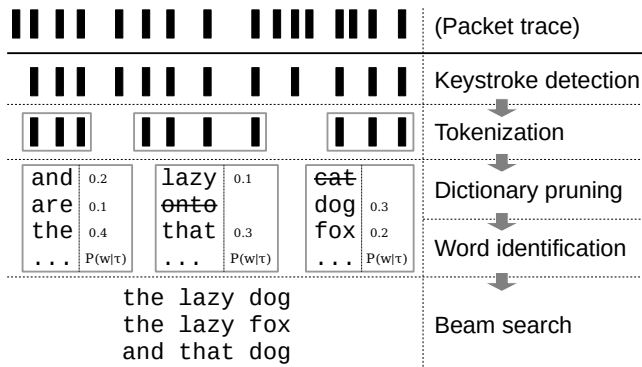 (Packet trace)
Keystroke detection
Tokenization
and 0.2 lazy 0.1 cat
are 0.1 onto dog 0.3
the 0.4 that 0.3 fox 0.2
... P(w|τ) ... P(w|τ) ... P(w|τ)
Dictionary pruning
Word identification
the lazy dog
the lazy fox
and that dog
Beam search